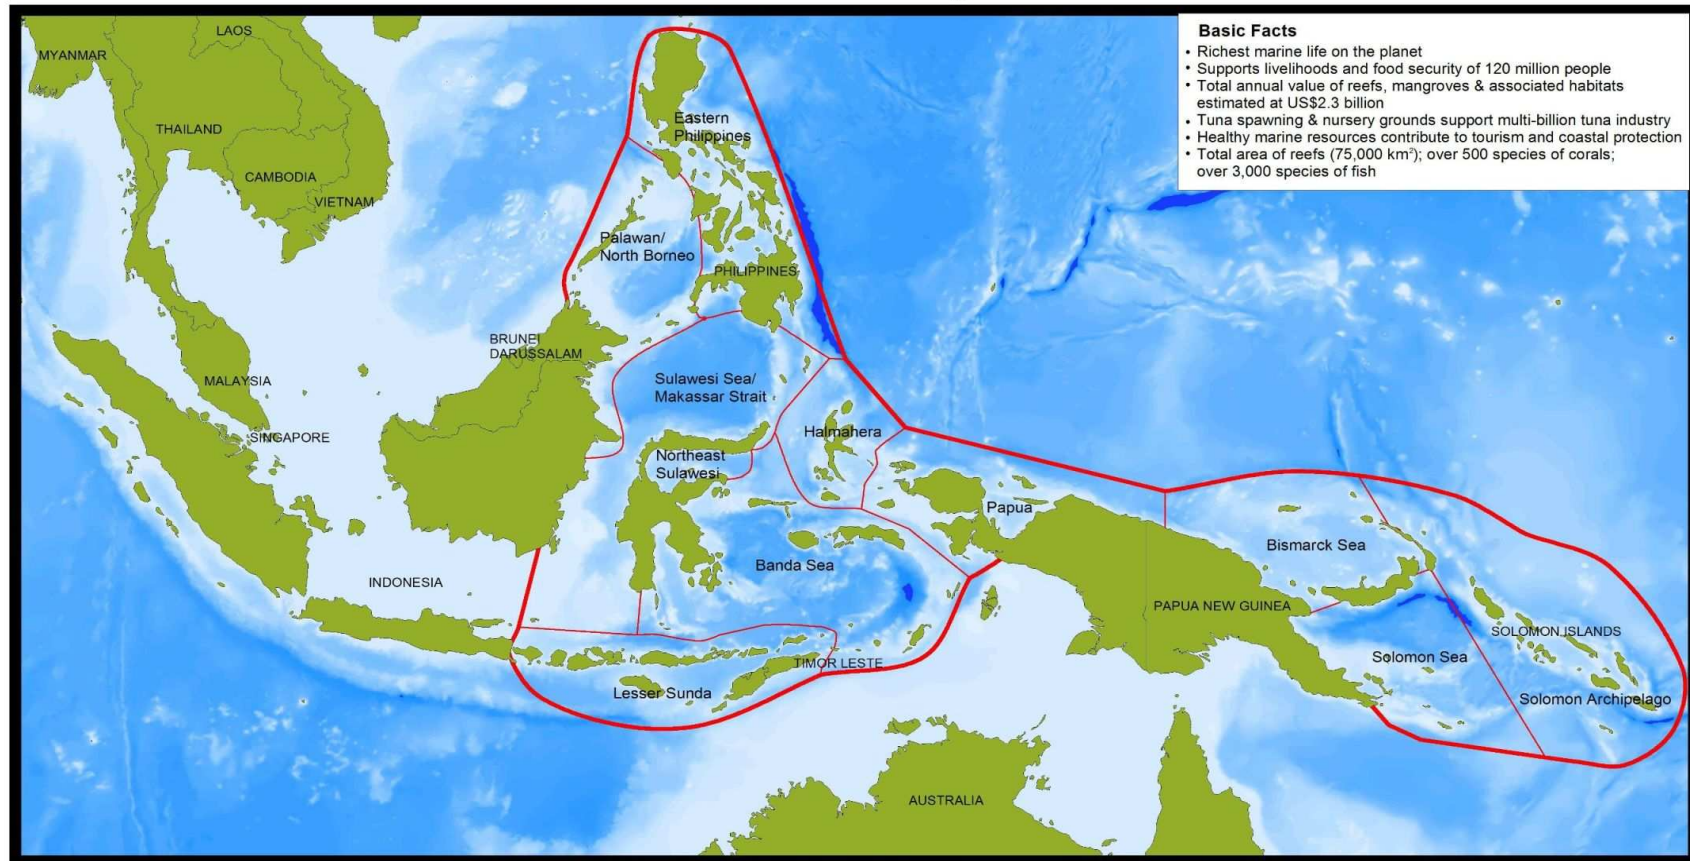 Basic Facts
• Richest marine life on the planet
• Supports livelihoods and food security of 120 million people
• Total annual value of reefs, mangroves & associated habitats
estimated at US$2.3 billion
• Tuna spawning & nursery grounds support multi-billion tuna industry
• Healthy marine resources contribute to tourism and coastal protection
• Total area of reefs (75,000 km²); over 500 species of corals;
over 3,000 species of fish
LAOS
MYANMAR
THAILAND
CAMBODIA
VIETNAM
Eastern
Philippines
Palawan/
North Borneo
PHILIPPINES
BRUNEI
DARUSSALAM
MALAYSIA
SINGAPORE
Sulawesi Sea/
Makassar Strait
Halmahera
Northeast
Sulawesi
Papua
Bismarck Sea
Banda Sea
INDONESIA
PAPUA NEW GUINEA
SOLOMON ISLANDS
Solomon Sea
TIMOR LESTE
Lesser Sunda
Solomon Archipelago
AUSTRALIA